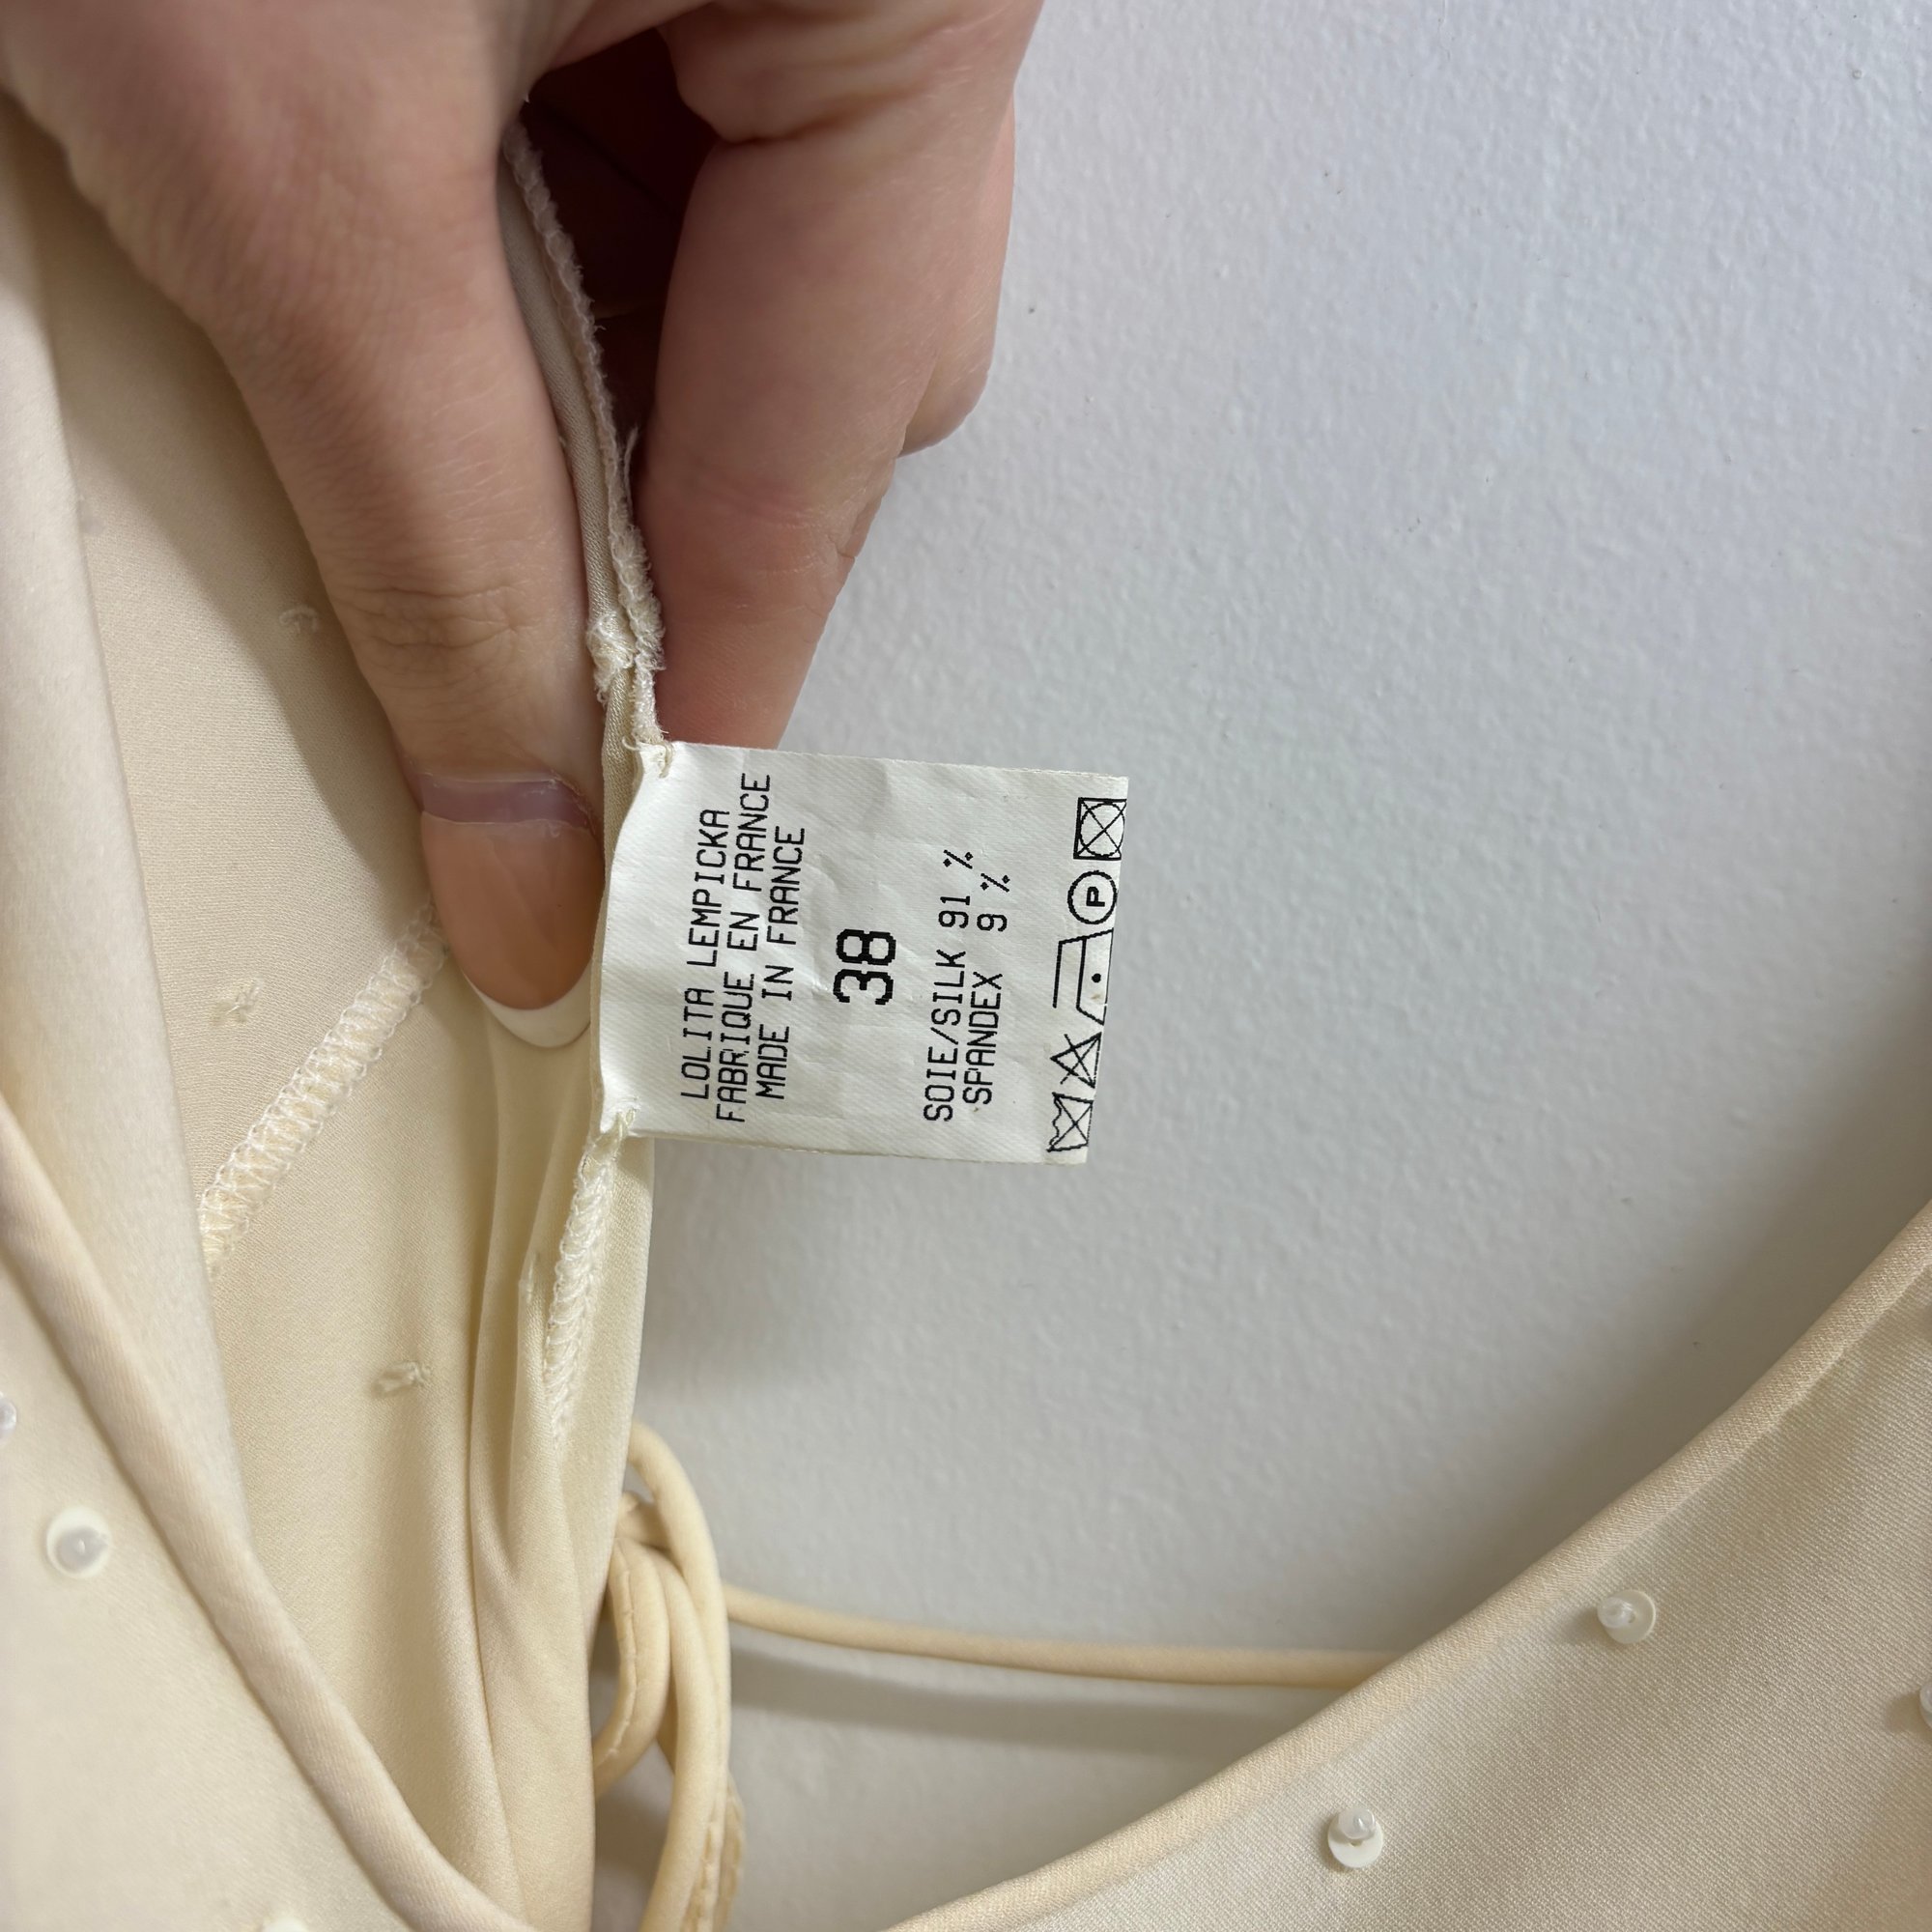 LOLITA LEMPICKA
FABRIQUE EN FRANCE
MADE IN FRANCE
38
SOIE/SILK 91 %
SPANDEX 9 %
P